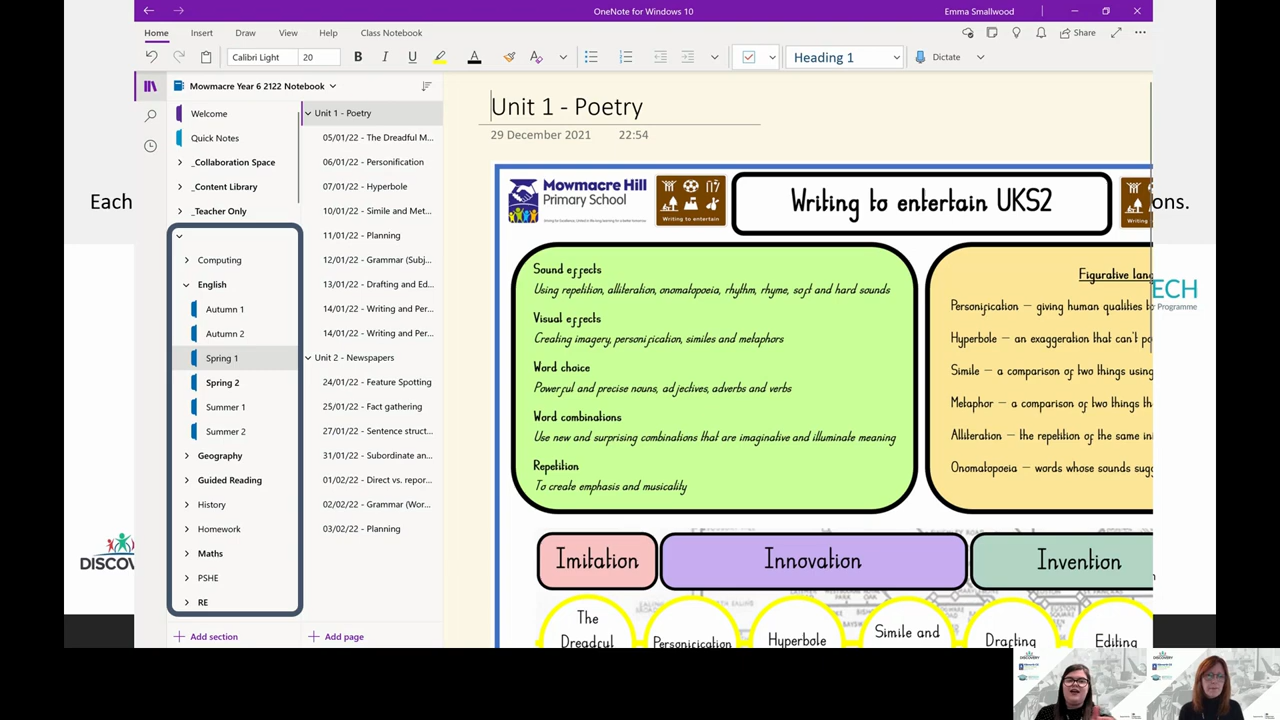 OneNote for Windows 10
Emma Smallwood
Home Insert Draw View Help Class Notebook
Share
Calibri Light 20 B I U A Heading 1 Dictate
Mowmacre Year 6 2122 Notebook
Welcome
Quick Notes
_Collaboration Space
_Content Library
_Teacher Only
Computing
English
Autumn 1
Autumn 2
Spring 1
Spring 2
Summer 1
Summer 2
Geography
Guided Reading
History
Homework
Maths
PSHE
RE
Add section
Unit 1 - Poetry
05/01/22 - The Dreadful M...
06/01/22 - Personification
07/01/22 - Hyperbole
10/01/22 - Simile and Met...
11/01/22 - Planning
12/01/22 - Grammar (Subj...
13/01/22 - Drafting and Ed...
14/01/22 - Writing and Per...
14/01/22 - Writing and Per...
Unit 2 - Newspapers
24/01/22 - Feature Spotting
25/01/22 - Fact gathering
27/01/22 - Sentence struct...
31/01/22 - Subordinate an...
01/02/22 - Direct vs. repor...
02/02/22 - Grammar (Wor...
03/02/22 - Planning
Add page
Unit 1 - Poetry
29 December 2021 22:54
Mowmacre Hill
Primary School
Writing to entertain
Writing to entertain UKS2
Writing
Sound effects
Using repetition, alliteration, onomatopoeia, rhythm, rhyme, soft and hard sounds
Visual effects
Creating imagery, personification, similes and metaphors
Word choice
Powerful and precise nouns, adjectives, adverbs and verbs
Word combinations
Use new and surprising combinations that are imaginative and illuminate meaning
Repetition
To create emphasis and musicality
Figurative lan
Personification – giving human qualities t
Hyperbole – an exaggeration that can't po
Simile – a comparison of two things using
Metaphor – a comparison of two things th
Alliteration – the repetition of the same in
Onomatopoeia – words whose sounds sugg
Imitation
Innovation
Invention
The
Dreadful
Personification
Hyperbole
Simile and
Drafting
Editing
Each
ons.
ECH
Programme
DISCOV